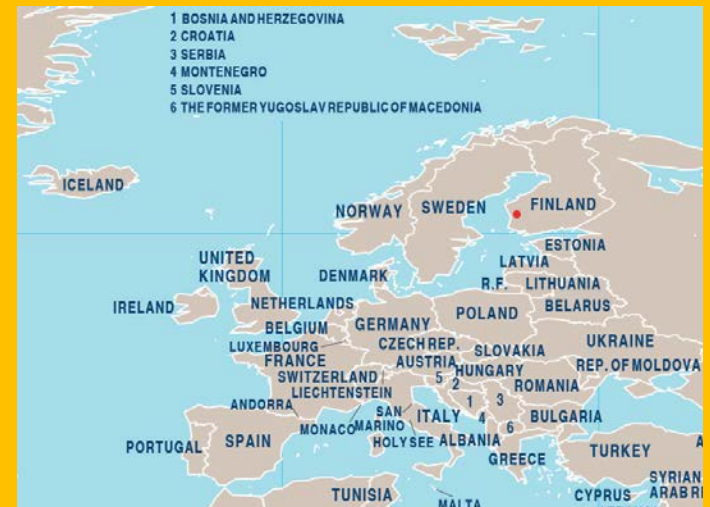 1 BOSNIA AND HERZEGOVINA
2 CROATIA
3 SERBIA
4 MONTENEGRO
5 SLOVENIA
6 THE FORMER YUGOSLAV REPUBLIC OF MACEDONIA
ICELAND
NORWAY
SWEDEN
FINLAND
ESTONIA
LATVIA
UNITED
KINGDOM
DENMARK
R.F.
LITHUANIA
IRELAND
NETHERLANDS
BELARUS
POLAND
BELGIUM
GERMANY
LUXEMBOURG
CZECH REP.
UKRAINE
FRANCE
SLOVAKIA
AUSTRIA
HUNGARY
REP. OF MOLDOVA
SWITZERLAND
5
2
ROMANIA
LIECHTENSTEIN
1
3
ANDORRA
SAN
MARINO
ITALY
4
6
BULGARIA
MONACO
HOLY SEE
ALBANIA
PORTUGAL
SPAIN
GREECE
TURKEY
SYRIAN
TUNISIA
MALTA
CYPRUS